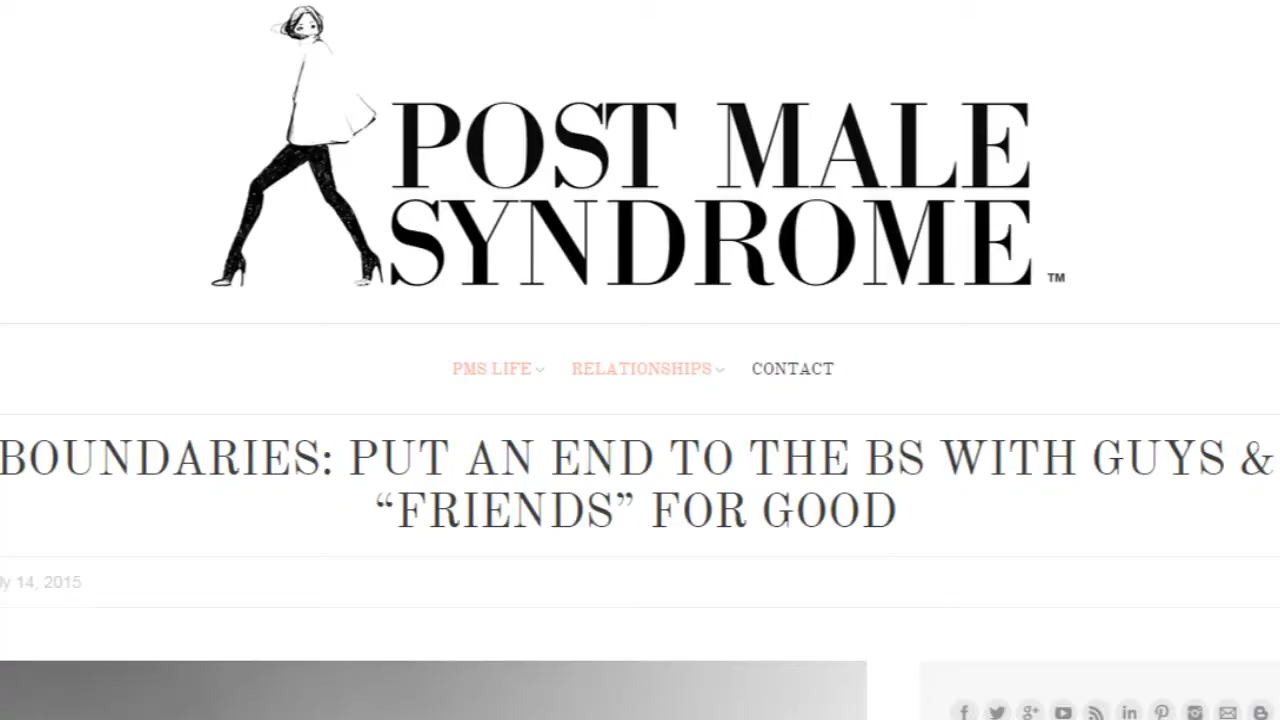 POST MALE
SYNDROME ™
PMS LIFE RELATIONSHIPS CONTACT
BOUNDARIES: PUT AN END TO THE BS WITH GUYS &
“FRIENDS” FOR GOOD
ly 14, 2015